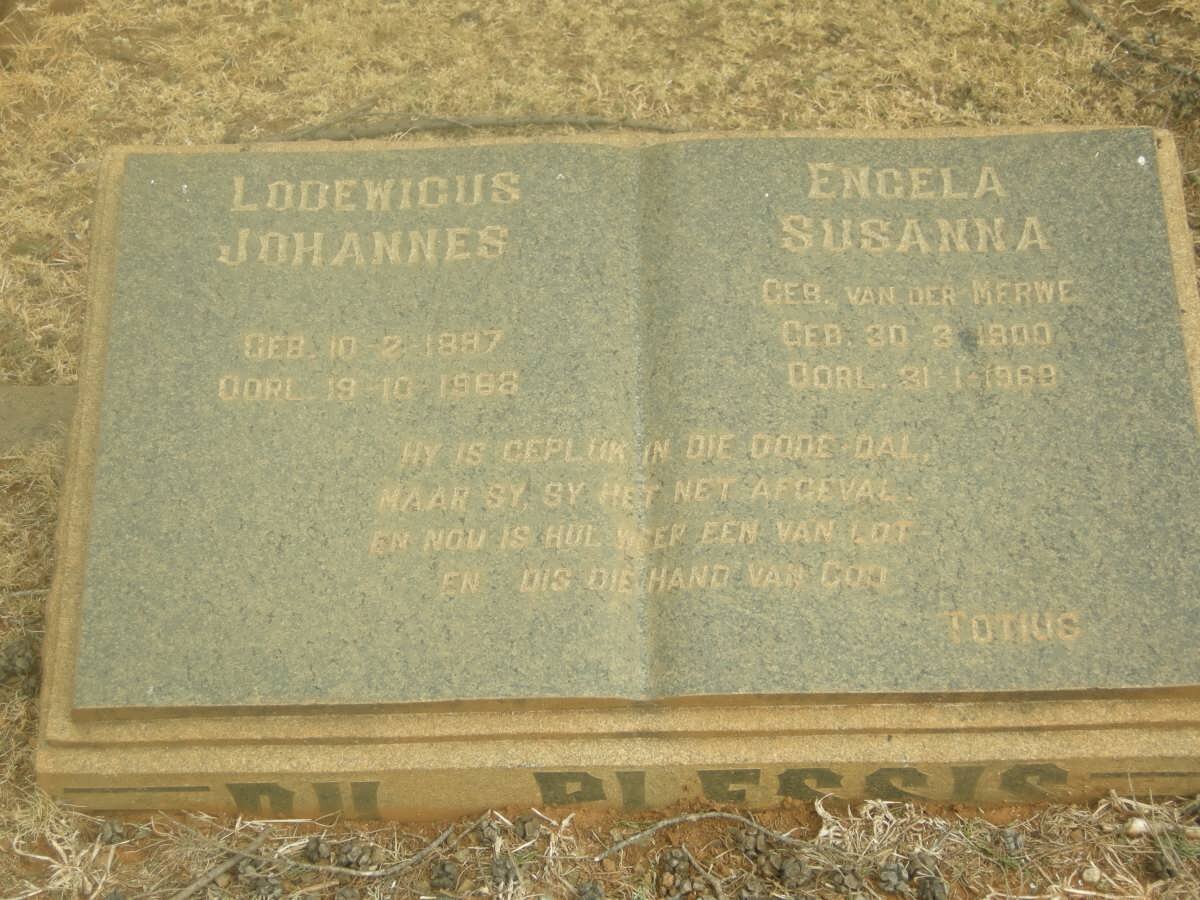 LODEWICUS
JOHANNES
GEB. 10-2-1897
OORL. 19-10-1968
ENGELA
SUSANNA
GEB. VAN DER MERWE
GEB. 30-3-1900
OORL. 31-1-1969
HY IS GEPLUK IN DIE DODE-DAL,
MAAR SY, SY HET NET AFGEVAL.
EN NOU IS HUL WEER EEN VAN LOT-
EN DIS DIE HAND VAN GOD
TOTIUS
DU PLESSIS